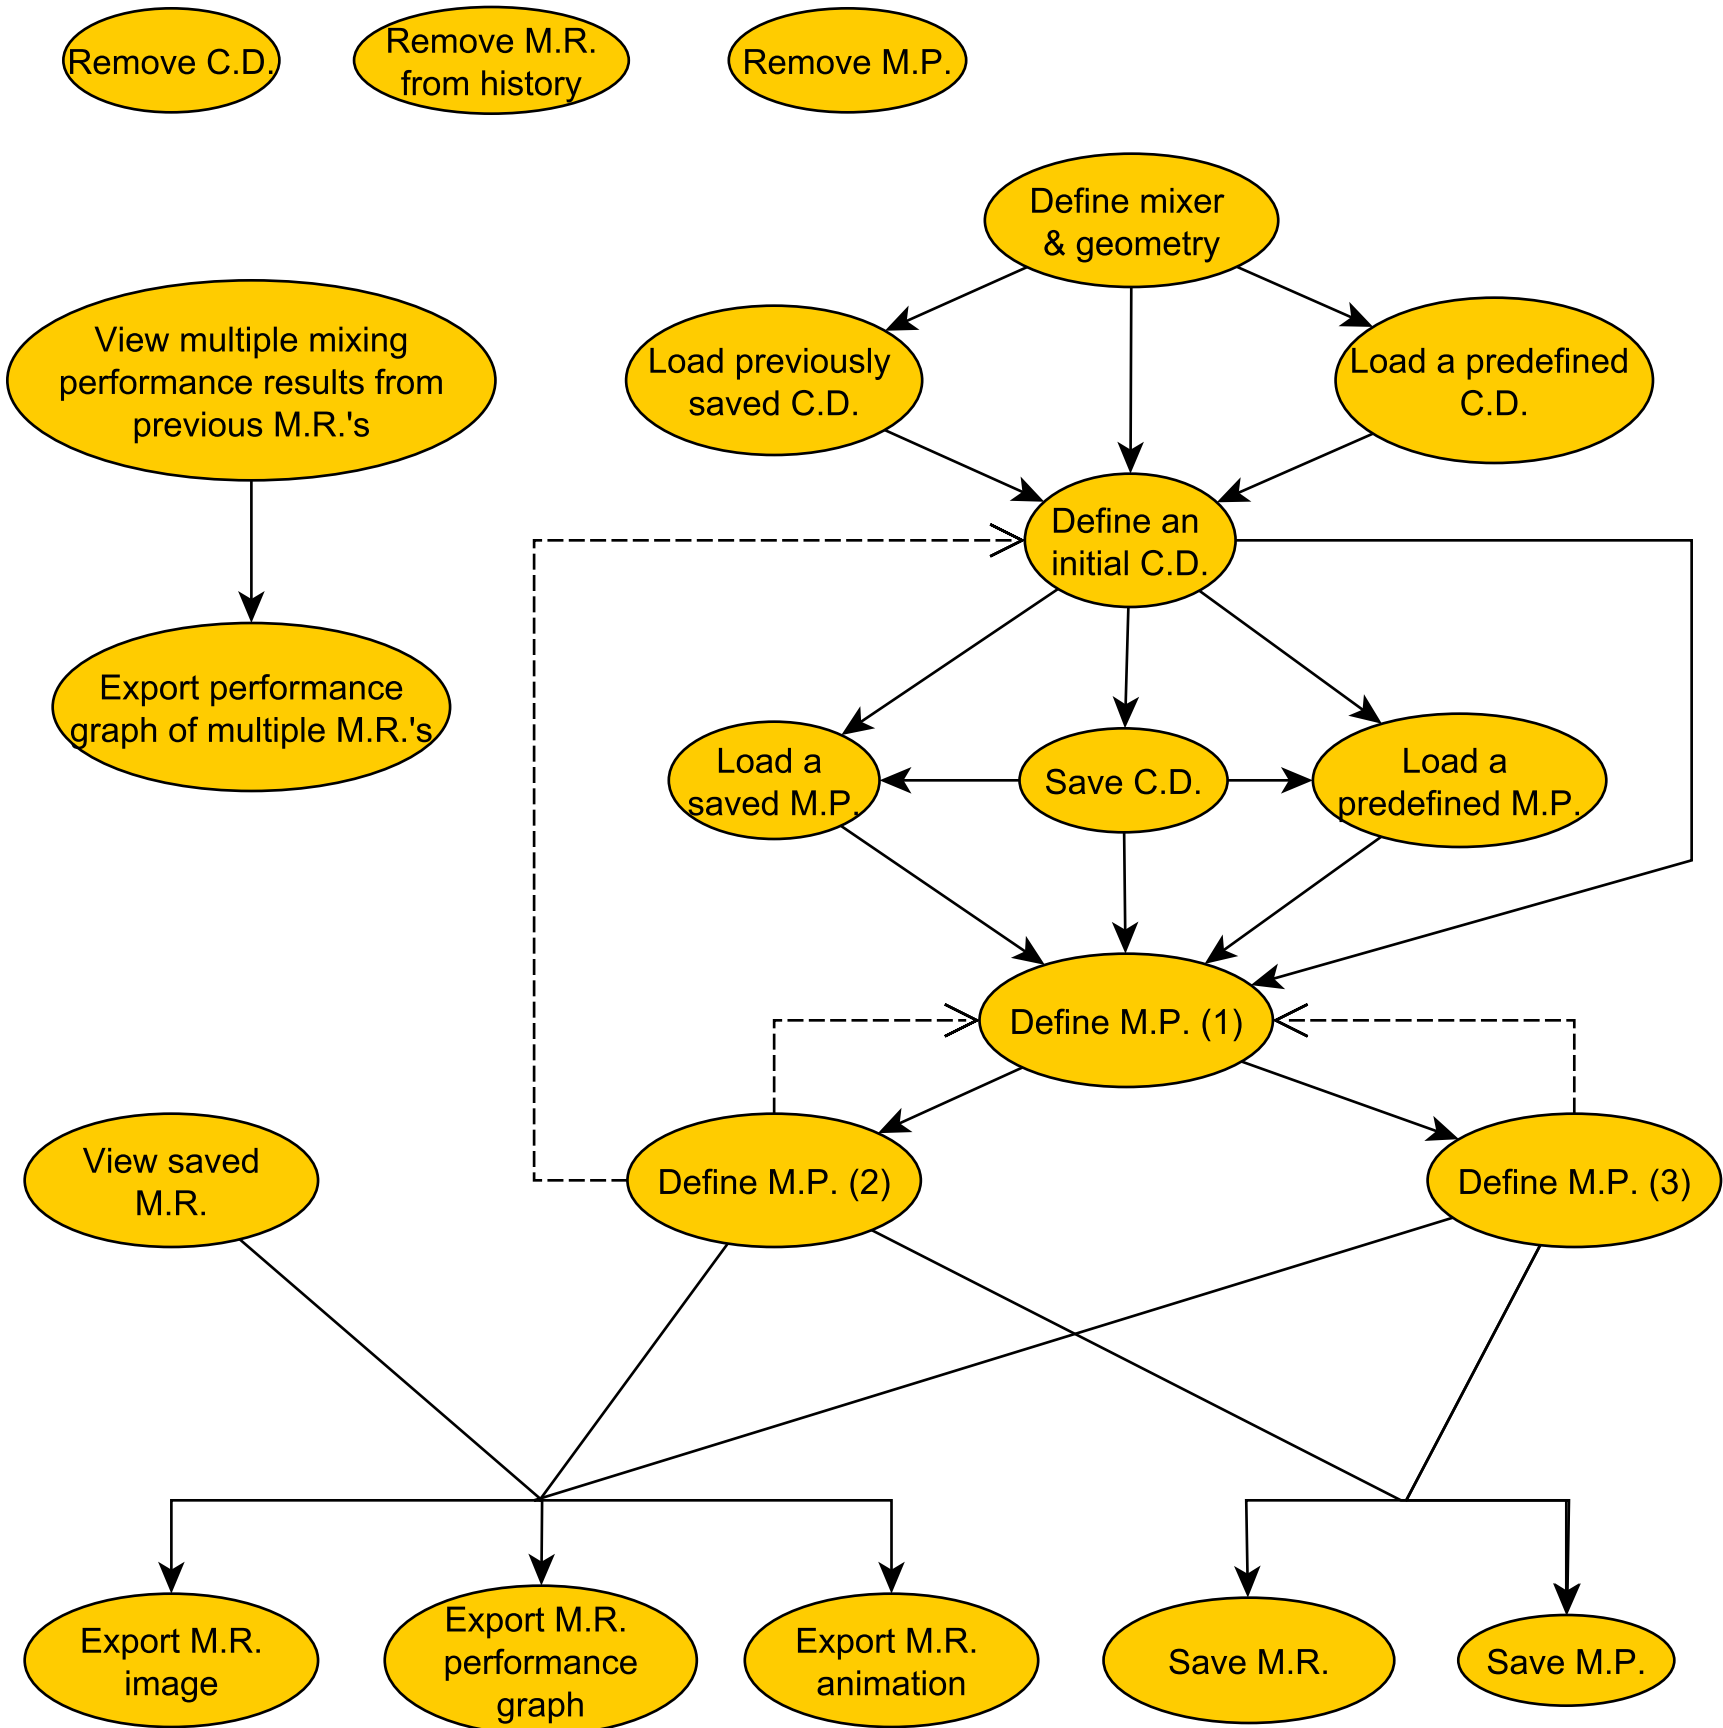 Remove C.D.
Remove M.R.
from history
Remove M.P.
Define mixer
& geometry
View multiple mixing
performance results from
previous M.R.'s
Load previously
saved C.D.
Load a predefined
C.D.
Define an
initial C.D.
Export performance
graph of multiple M.R.'s
Load a
saved M.P.
Save C.D.
Load a
predefined M.P.
Define M.P. (1)
View saved
M.R.
Define M.P. (2)
Define M.P. (3)
Export M.R.
image
Export M.R.
performance
graph
Export M.R.
animation
Save M.R.
Save M.P.